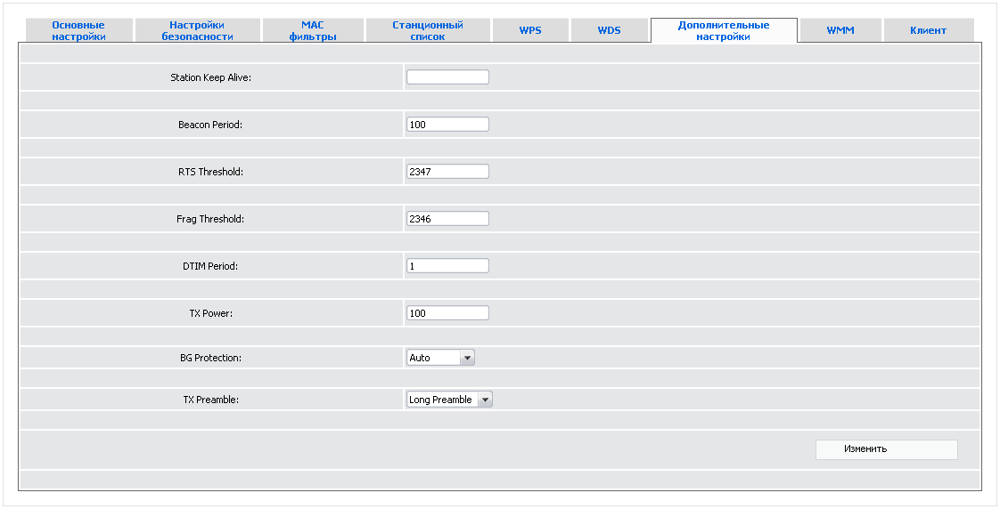 Основные настройки
Настройки безопасности
MAC фильтры
Станционный список
WPS
WDS
Дополнительные настройки
WMM
Клиент
Station Keep Alive:
Beacon Period: 100
RTS Threshold: 2347
Frag Threshold: 2346
DTIM Period: 1
TX Power: 100
BG Protection: Auto
TX Preamble: Long Preamble
Изменить